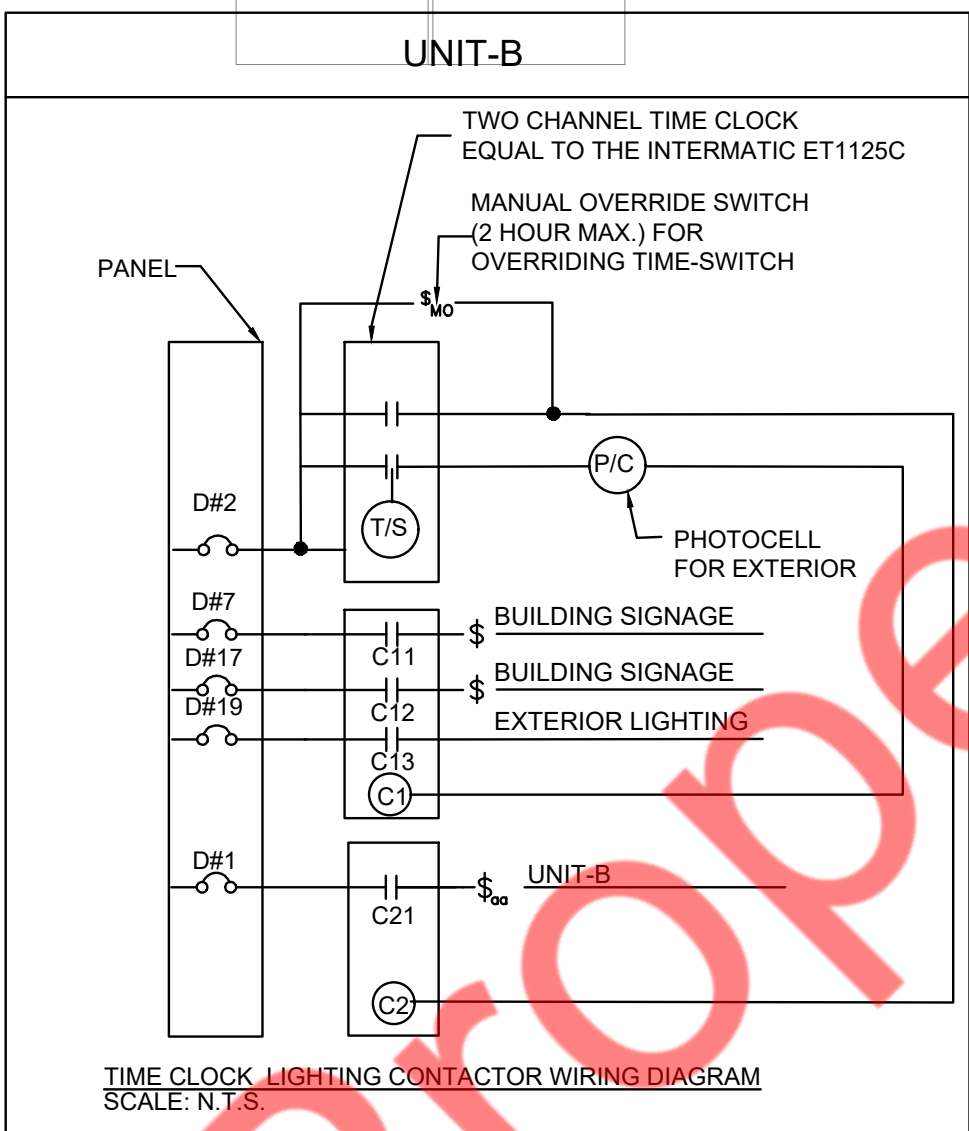 UNIT-B
TWO CHANNEL TIME CLOCK
EQUAL TO THE INTERMATIC ET1125C
MANUAL OVERRIDE SWITCH
(2 HOUR MAX.) FOR
OVERRIDING TIME-SWITCH
PANEL
$MO
P/C
D#2
T/S
PHOTOCELL
FOR EXTERIOR
D#7
$ BUILDING SIGNAGE
C11
D#17
$ BUILDING SIGNAGE
C12
D#19
EXTERIOR LIGHTING
C13
C1
D#1
$aa UNIT-B
C21
C2
TIME CLOCK LIGHTING CONTACTOR WIRING DIAGRAM
SCALE: N.T.S.
Prope